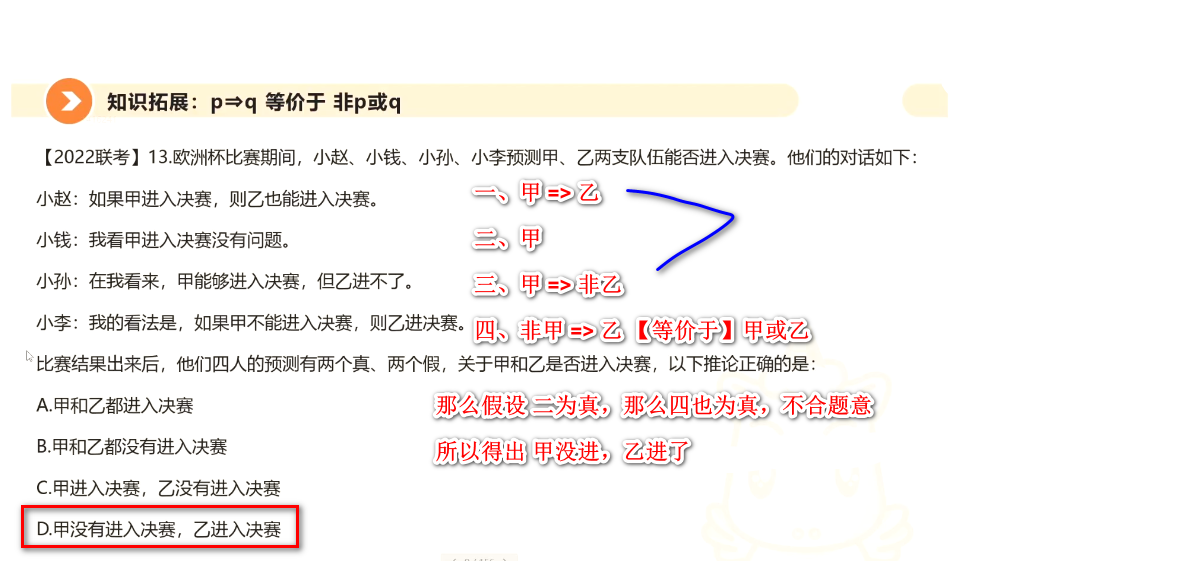 知识拓展：p⇒q 等价于 非p或q
【2022联考】13.欧洲杯比赛期间，小赵、小钱、小孙、小李预测甲、乙两支队伍能否进入决赛。他们的对话如下：
小赵：如果甲进入决赛，则乙也能进入决赛。
一、甲 => 乙
小钱：我看甲进入决赛没有问题。
二、甲
小孙：在我看来，甲能够进入决赛，但乙进不了。
三、甲 => 非乙
小李：我的看法是，如果甲不能进入决赛，则乙进决赛。
四、非甲 => 乙 【等价于】甲或乙
比赛结果出来后，他们四人的预测有两个真、两个假，关于甲和乙是否进入决赛，以下推论正确的是：
A.甲和乙都进入决赛
那么假设 二为真，那么四也为真，不合题意
B.甲和乙都没有进入决赛
所以得出 甲没进，乙进了
C.甲进入决赛，乙没有进入决赛
D.甲没有进入决赛，乙进入决赛